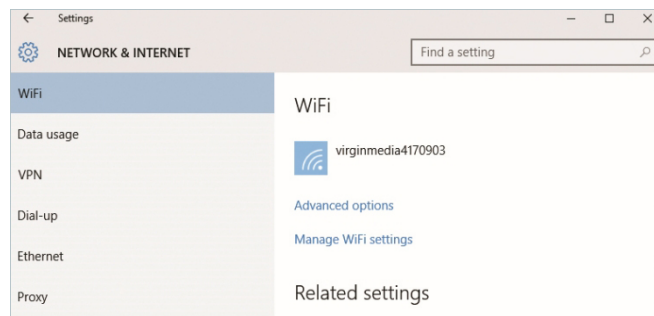 Settings
NETWORK & INTERNET
Find a setting
WiFi
Data usage
VPN
Dial-up
Ethernet
Proxy
WiFi
virginmedia4170903
Advanced options
Manage WiFi settings
Related settings